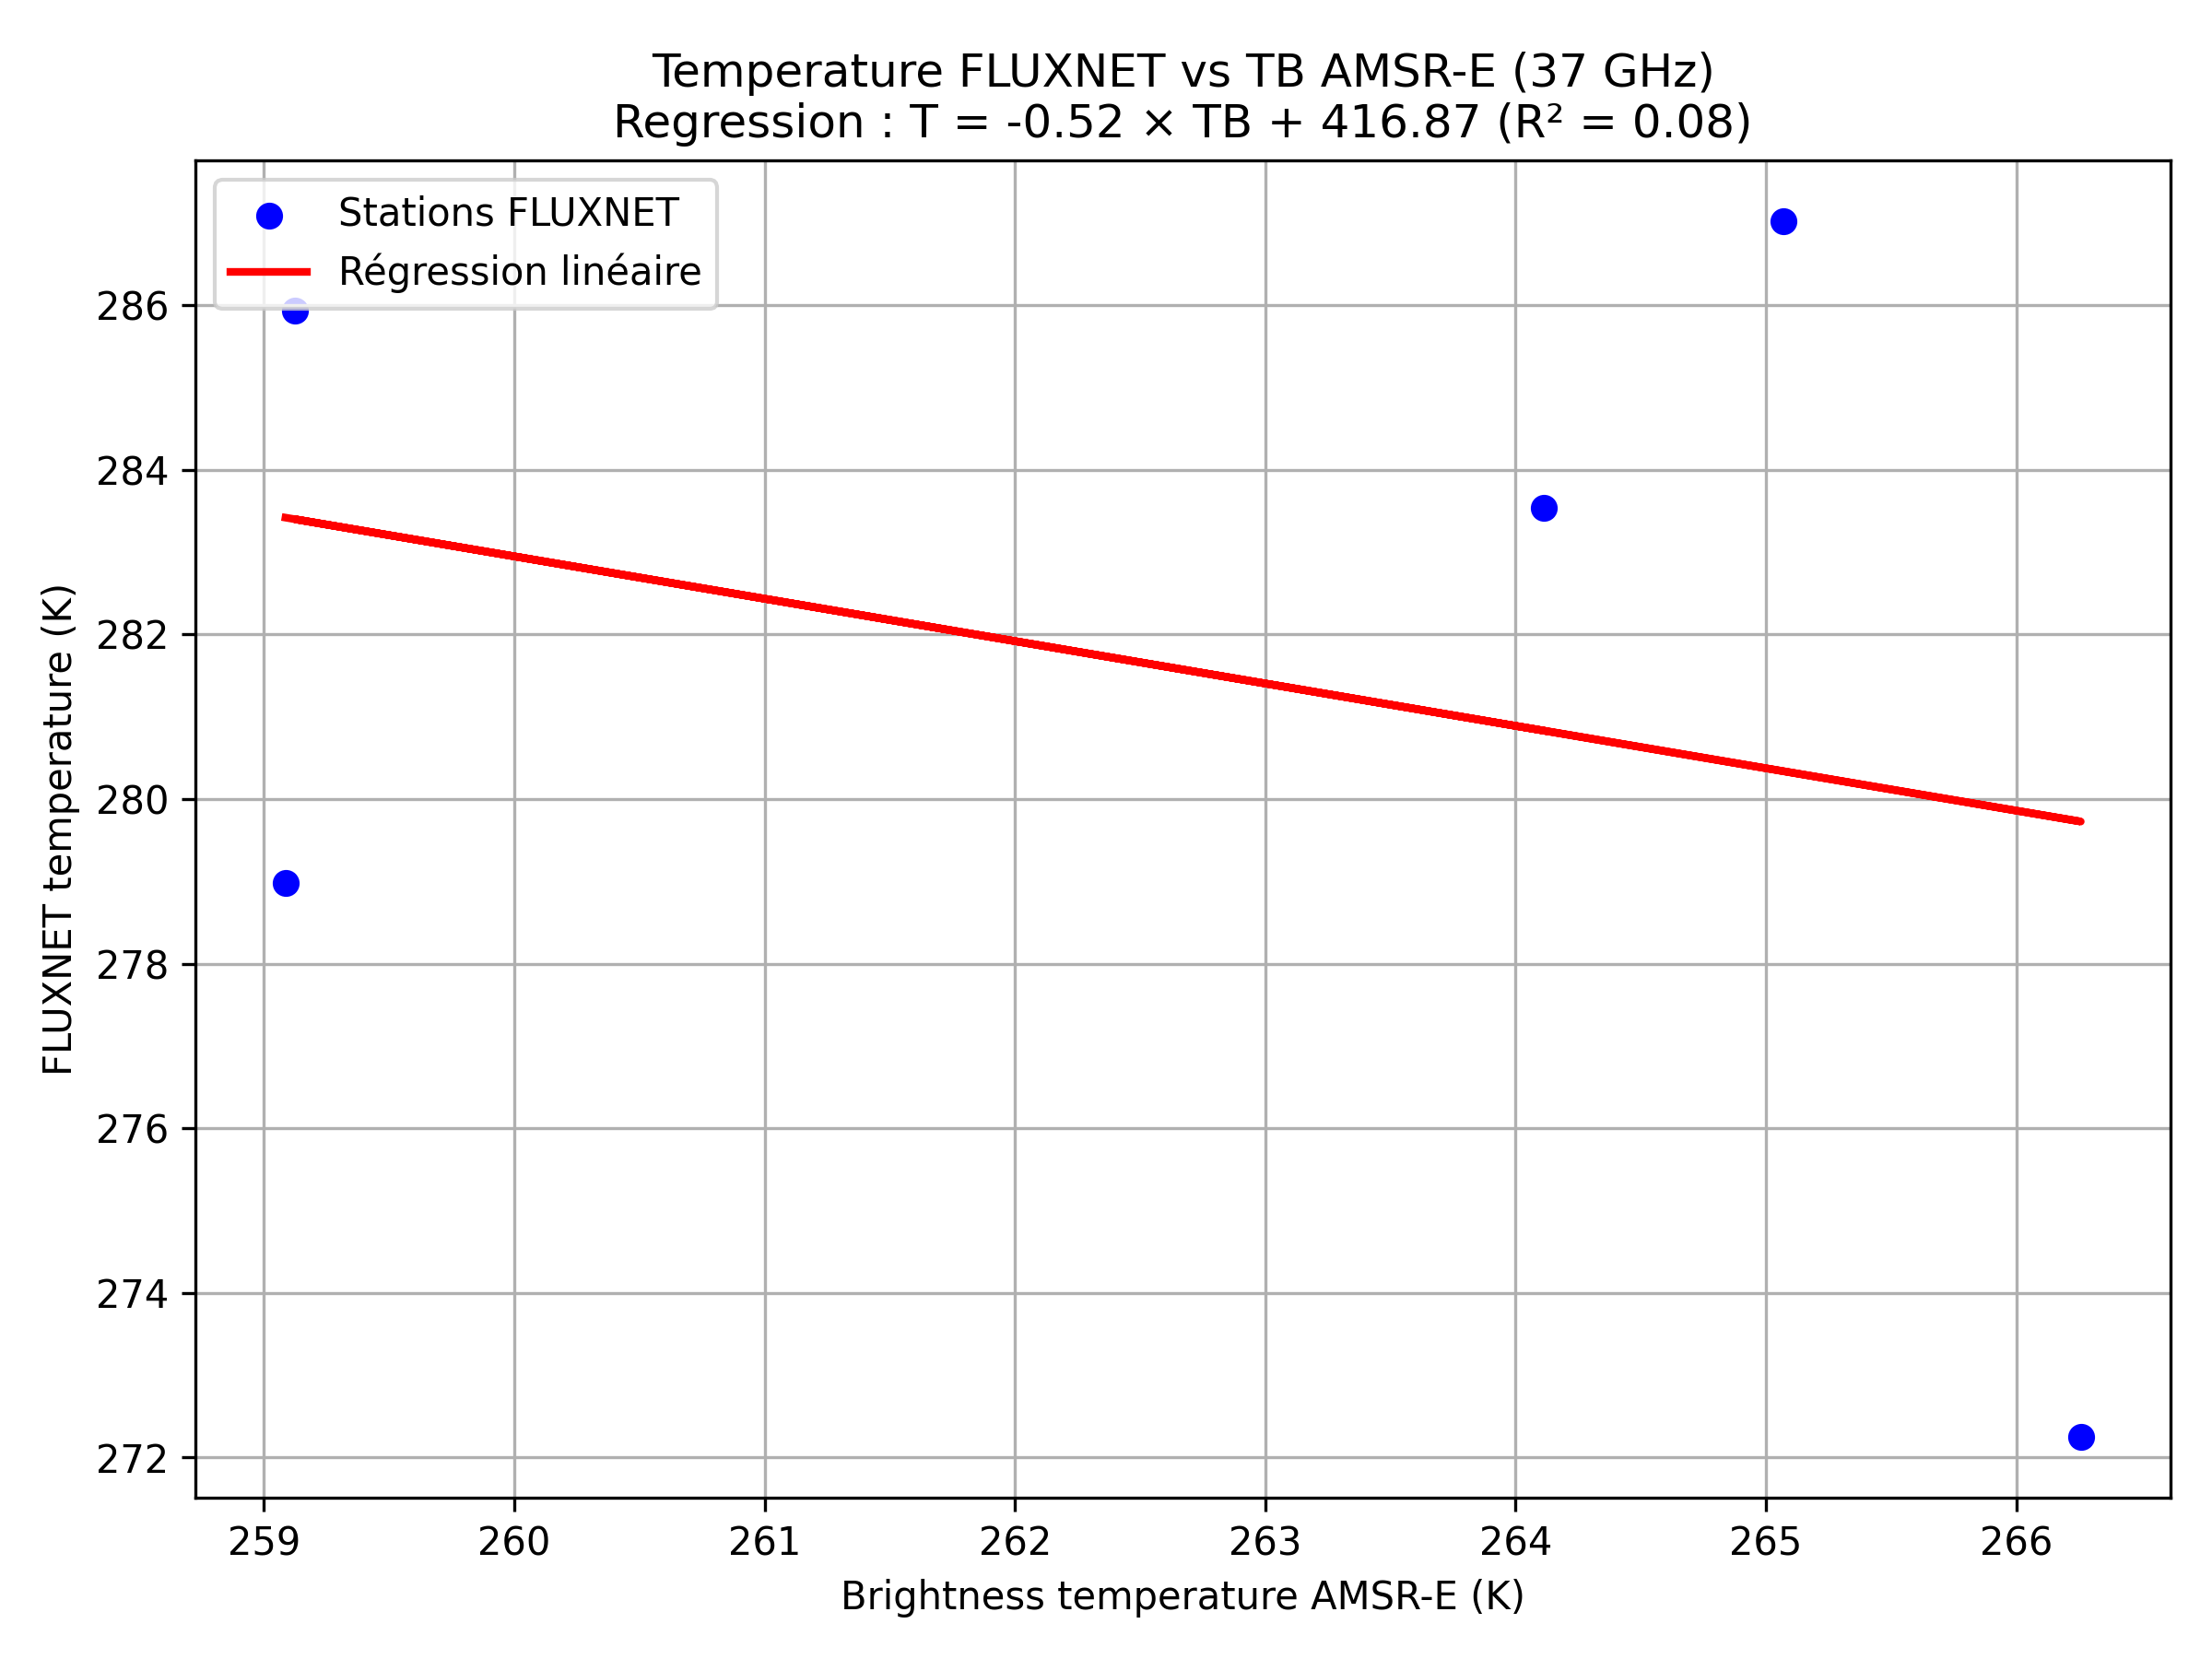 Temperature FLUXNET vs TB AMSR-E (37 GHz)
Regression : T = -0.52 × TB + 416.87 (R² = 0.08)
Stations FLUXNET
Régression linéaire
286
284
282
280
278
276
274
272
FLUXNET temperature (K)
259 260 261 262 263 264 265 266
Brightness temperature AMSR-E (K)